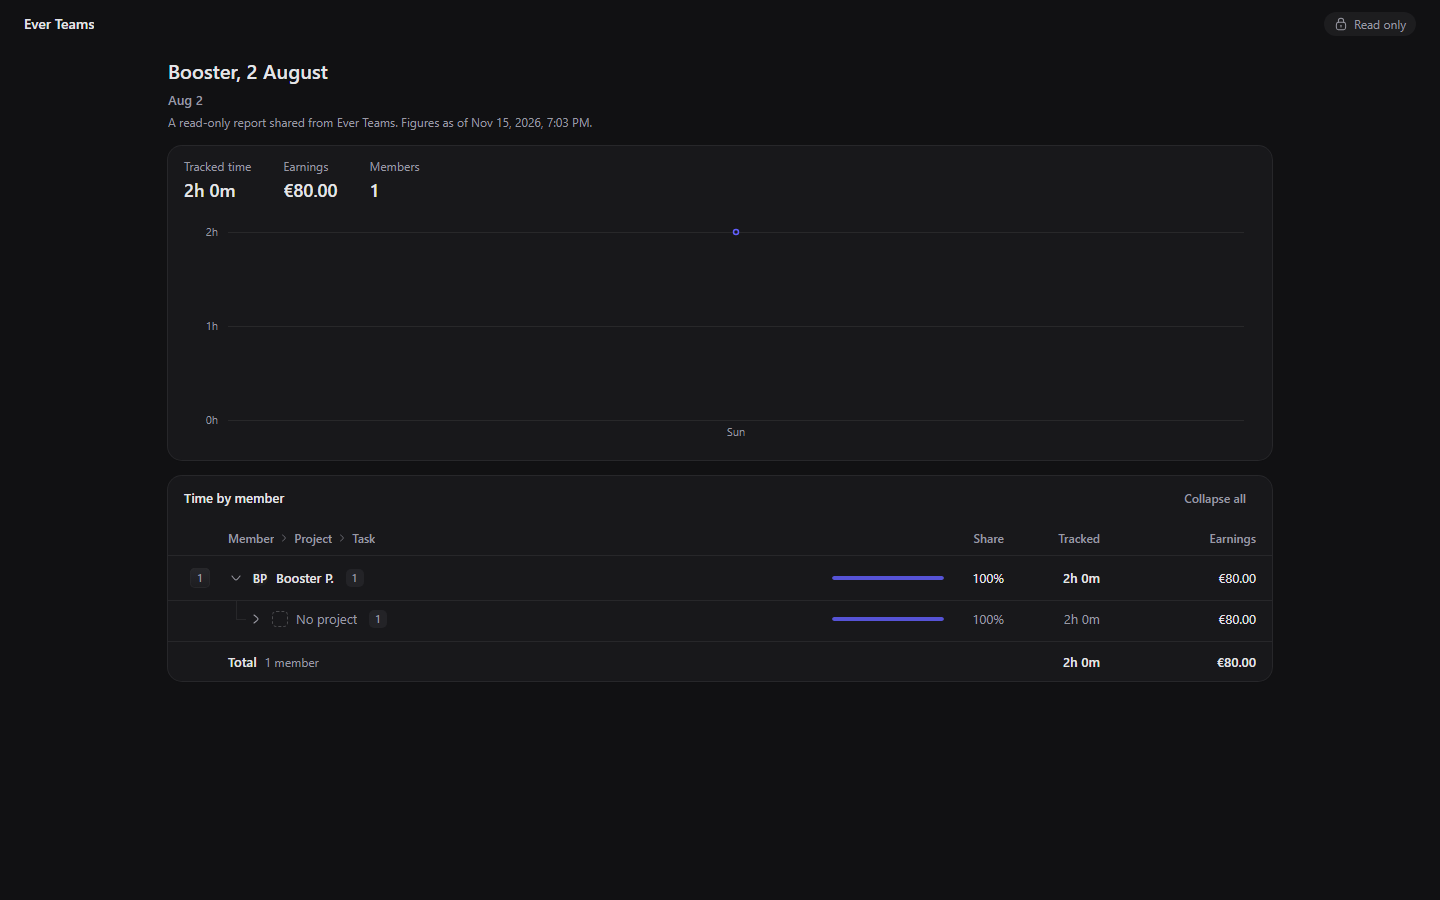 Ever Teams
Read only
Booster, 2 August
Aug 2
A read-only report shared from Ever Teams. Figures as of Nov 15, 2026, 7:03 PM.
Tracked time Earnings Members
2h 0m €80.00 1
2h
1h
0h
Sun
Time by member Collapse all
Member Project Task Share Tracked Earnings
1 BP Booster P. 1 100% 2h 0m €80.00
No project 1 100% 2h 0m €80.00
Total 1 member 2h 0m €80.00